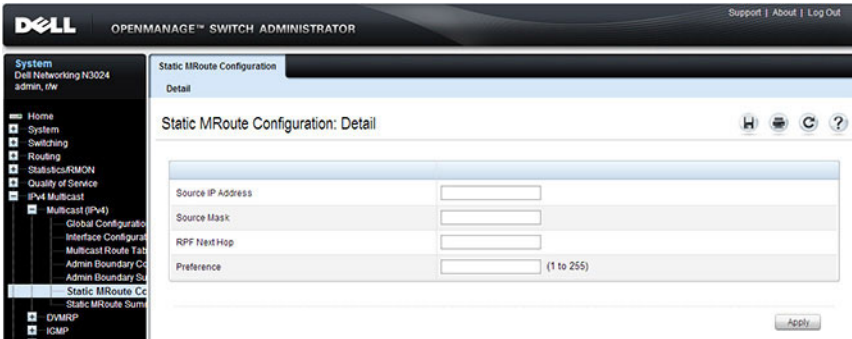 Support | About | Log Out
DELL OPENMANAGE™ SWITCH ADMINISTRATOR
System
Dell Networking N3024
admin, r/w
Home
System
Switching
Routing
Statistics/RMON
Quality of Service
IPv4 Multicast
Multicast (IPv4)
Global Configuratio
Interface Configurat
Multicast Route Tab
Admin Boundary Co
Admin Boundary Su
Static MRoute Cc
Static MRoute Sum
DVMRP
IGMP
Static MRoute Configuration
Detail
Static MRoute Configuration: Detail
Source IP Address
Source Mask
RPF Next Hop
Preference (1 to 255)
Apply